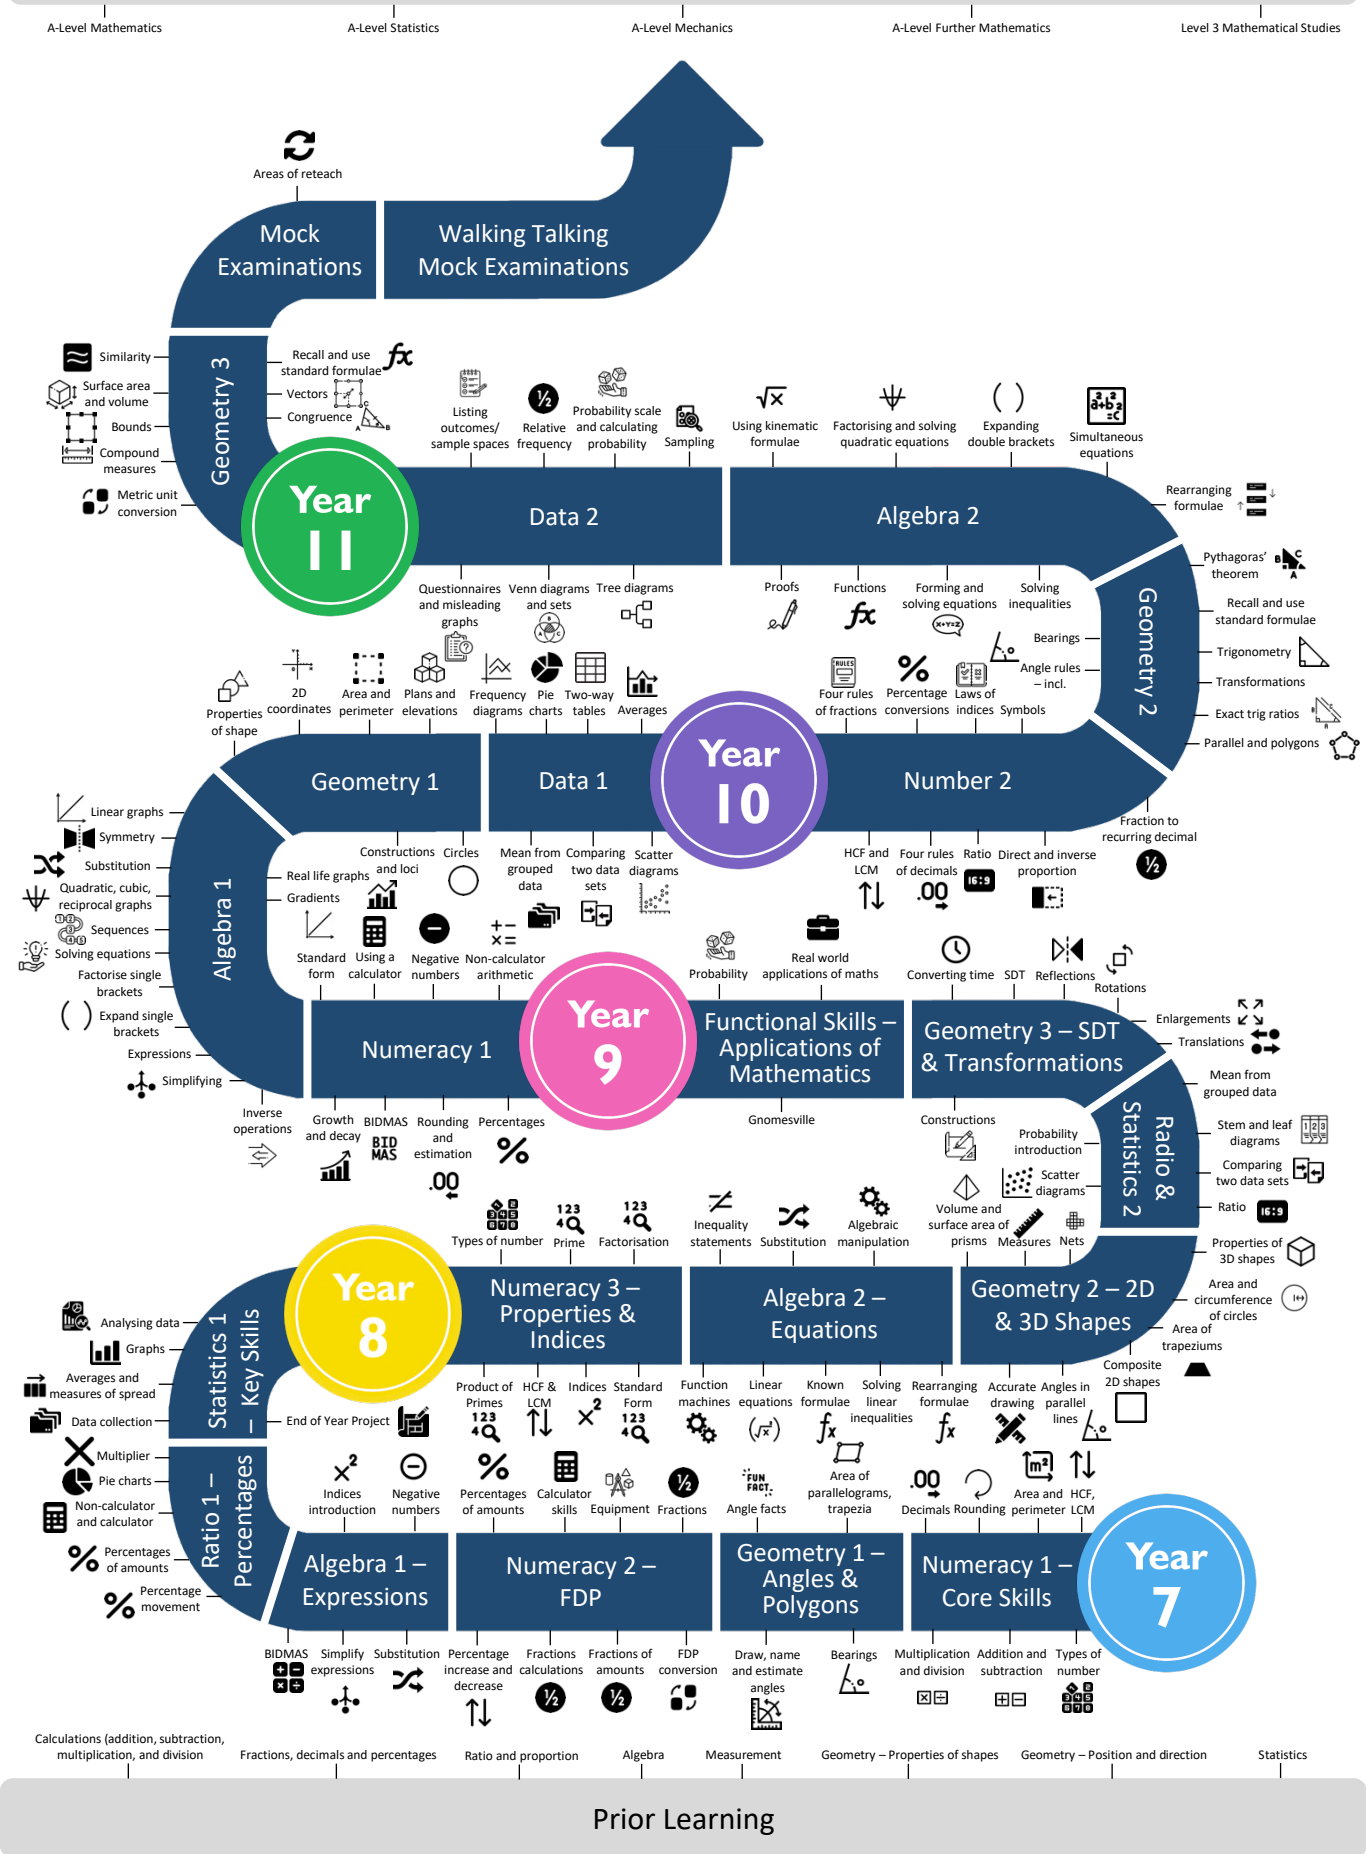 A-Level Mathematics
A-Level Statistics
A-Level Mechanics
A-Level Further Mathematics
Level 3 Mathematical Studies
Areas of reteach
Mock
Examinations
Walking Talking
Mock Examinations
Geometry 3
Similarity
Surface area
and volume
Bounds
Compound
measures
Metric unit
conversion
Recall and use
standard formulae
Vectors
Congruence
Year
11
Listing
outcomes/
sample spaces
Relative
frequency
Probability scale
and calculating
probability
Sampling
Using kinematic
formulae
Factorising and solving
quadratic equations
Expanding
double brackets
Simultaneous
equations
Rearranging
formulae
Data 2
Algebra 2
Questionnaires
and misleading
graphs
Venn diagrams
and sets
Tree diagrams
Proofs
Functions
Forming and
solving equations
Solving
inequalities
Pythagoras’
theorem
Recall and use
standard formulae
Trigonometry
Transformations
Exact trig ratios
Parallel and polygons
Geometry 2
Bearings
Angle rules
– incl.
Symbols
Properties
of shape
2D
coordinates
Area and
perimeter
Plans and
elevations
Frequency
diagrams
Pie
charts
Two-way
tables
Averages
Four rules
of fractions
Percentage
conversions
Laws of
indices
Geometry 1
Data 1
Year
10
Number 2
Fraction to
recurring decimal
Constructions
and loci
Circles
Mean from
grouped
data
Comparing
two data
sets
Scatter
diagrams
HCF and
LCM
Four rules
of decimals
Ratio
Direct and inverse
proportion
Algebra 1
Linear graphs
Symmetry
Substitution
Quadratic, cubic,
reciprocal graphs
Sequences
Solving equations
Factorise single
brackets
Expand single
brackets
Expressions
Simplifying
Inverse
operations
Real life graphs
Gradients
Standard
form
Using a
calculator
Negative
numbers
Non-calculator
arithmetic
Probability
Real world
applications of maths
Converting time
SDT
Reflections
Rotations
Enlargements
Translations
Numeracy 1
Year
9
Functional Skills –
Applications of
Mathematics
Geometry 3 – SDT
& Transformations
Growth
and decay
BIDMAS
BID
MAS
Rounding
and
estimation
Percentages
Gnomesville
Constructions
Probability
introduction
Scatter
diagrams
Radio &
Statistics 2
Mean from
grouped data
Stem and leaf
diagrams
Comparing
two data sets
Ratio
Types of number
Prime
Factorisation
Inequality
statements
Substitution
Algebraic
manipulation
Volume and
surface area of
prisms
Measures
Nets
Properties of
3D shapes
Area and
circumference
of circles
Area of
trapeziums
Composite
2D shapes
Year
8
Numeracy 3 –
Properties &
Indices
Algebra 2 –
Equations
Geometry 2 – 2D
& 3D Shapes
Statistics 1
– Key Skills
Analysing data
Graphs
Averages and
measures of spread
Data collection
End of Year Project
Product of
Primes
HCF &
LCM
Indices
Standard
Form
Function
machines
Linear
equations
Known
formulae
Solving
linear
inequalities
Rearranging
formulae
Accurate
drawing
Angles in
parallel
lines
Ratio 1 –
Percentages
Multiplier
Pie charts
Non-calculator
and calculator
Percentages
of amounts
Percentage
movement
Indices
introduction
Negative
numbers
Percentages
of amounts
Calculator
skills
Equipment
Fractions
FUN
FACT
Angle facts
Area of
parallelograms,
trapezia
Decimals
Rounding
Area and
perimeter
HCF,
LCM
Algebra 1 –
Expressions
Numeracy 2 –
FDP
Geometry 1 –
Angles &
Polygons
Numeracy 1 –
Core Skills
Year
7
BIDMAS
Simplify
expressions
Substitution
Percentage
increase and
decrease
Fractions
calculations
Fractions of
amounts
FDP
conversion
Draw, name
and estimate
angles
Bearings
Multiplication
and division
Addition and
subtraction
Types of
number
Calculations (addition, subtraction,
multiplication, and division
Fractions, decimals and percentages
Ratio and proportion
Algebra
Measurement
Geometry – Properties of shapes
Geometry – Position and direction
Statistics
Prior Learning